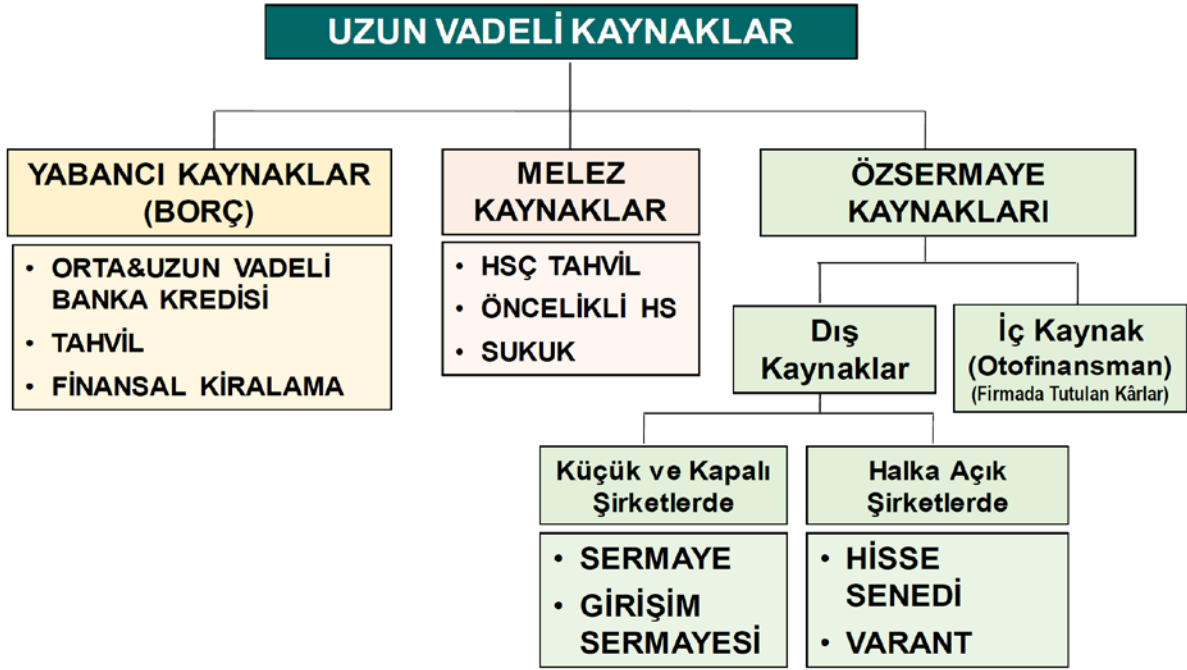 UZUN VADELİ KAYNAKLAR
YABANCI KAYNAKLAR
(BORÇ)
• ORTA&UZUN VADELİ
BANKA KREDİSİ
• TAHVİL
• FİNANSAL KİRALAMA
MELEZ
KAYNAKLAR
• HSÇ TAHVİL
• ÖNCELİKLİ HS
• SUKUK
ÖZSERMAYE
KAYNAKLARI
Dış
Kaynaklar
İç Kaynak
(Otofinansman)
(Firmada Tutulan Kârlar)
Küçük ve Kapalı
Şirketlerde
• SERMAYE
• GİRİŞİM
SERMAYESİ
Halka Açık
Şirketlerde
• HİSSE
SENEDİ
• VARANT